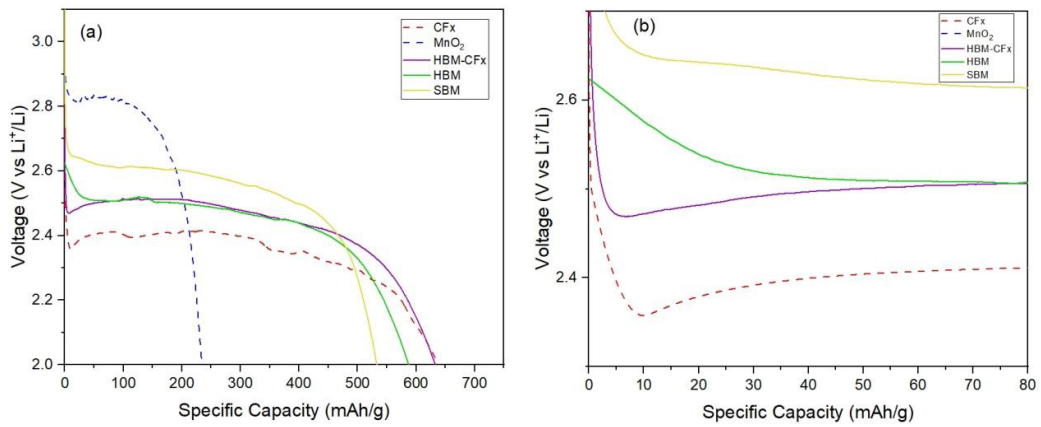 (a)
CFx
MnO₂
HBM-CFx
HBM
SBM
3.0
2.8
2.6
2.4
2.2
2.0
Voltage (V vs Li⁺/Li)
0 100 200 300 400 500 600 700
Specific Capacity (mAh/g)
(b)
CFx
MnO₂
HBM-CFx
HBM
SBM
2.6
2.4
Voltage (V vs Li⁺/Li)
0 10 20 30 40 50 60 70 80
Specific Capacity (mAh/g)